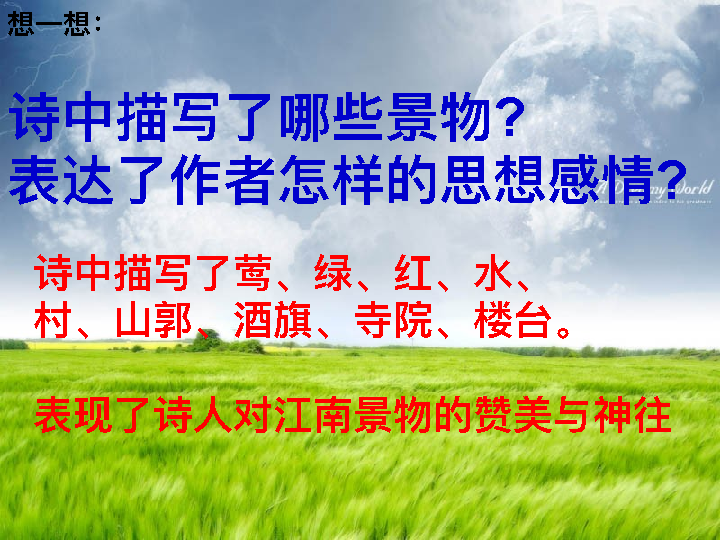 想一想：
诗中描写了哪些景物?
表达了作者怎样的思想感情?
诗中描写了莺、绿、红、水、
村、山郭、酒旗、寺院、楼台。
表现了诗人对江南景物的赞美与神往